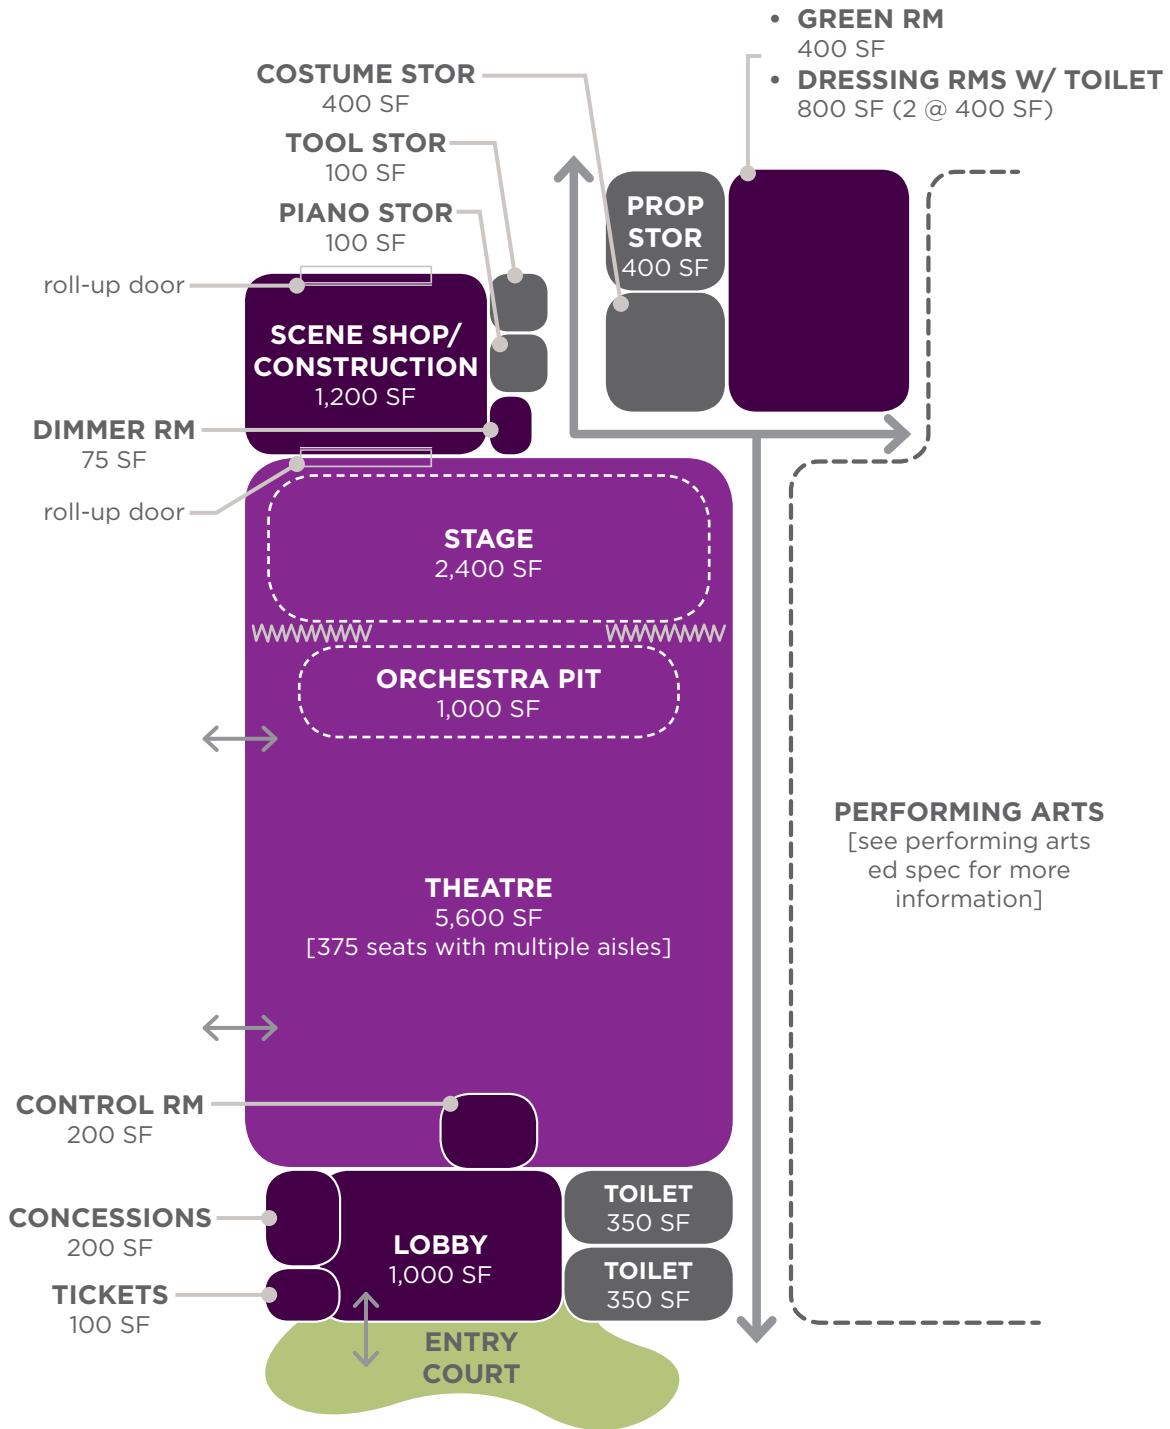 • GREEN RM
400 SF
• DRESSING RMS W/ TOILET
800 SF (2 @ 400 SF)
COSTUME STOR
400 SF
TOOL STOR
100 SF
PIANO STOR
100 SF
PROP
STOR
400 SF
roll-up door
SCENE SHOP/
CONSTRUCTION
1,200 SF
DIMMER RM
75 SF
roll-up door
STAGE
2,400 SF
ORCHESTRA PIT
1,000 SF
PERFORMING ARTS
[see performing arts
ed spec for more
information]
THEATRE
5,600 SF
[375 seats with multiple aisles]
CONTROL RM
200 SF
CONCESSIONS
200 SF
TICKETS
100 SF
LOBBY
1,000 SF
TOILET
350 SF
TOILET
350 SF
ENTRY
COURT